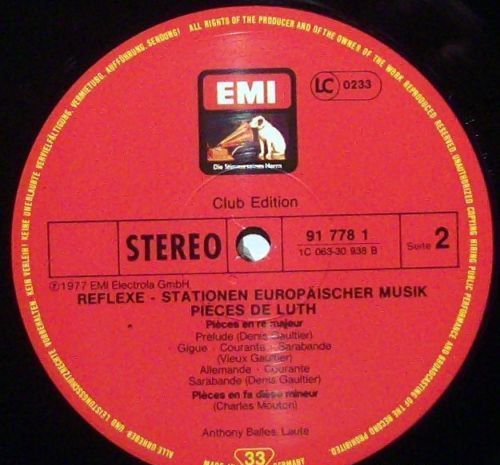 ALL RIGHTS OF THE PRODUCER AND OF THE OWNER OF THE WORK REPRODUCED RESERVED. UNAUTHORIZED COPYING HIRING PUBLIC PERFORMANCE AND BROADCASTING OF THE RECORD PROHIBITED
ALLE URHEBER- UND LEISTUNGSSCHUTZRECHTE VORBEHALTEN. KEIN VERLEIH! KEINE UNERLAUBTE VERVIELFÄLTIGUNG, VERMIETUNG, AUFFÜHRUNG, SENDUNG!
EMI
LC 0233
Die Stimme seines Herrn
Club Edition
STEREO
91 778 1
1C 063-30 938 B
Seite 2
℗1977 EMI Electrola GmbH
REFLEXE - STATIONEN EUROPÄISCHER MUSIK
PIÈCES DE LUTH
Pièces en re majeur
Prélude (Denis Gaultier)
Gigue · Courante · Sarabande
(Vieux Gaultier)
Allemande · Courante
Sarabande (Denis Gaultier)
Pièces en fa dièse mineur
(Charles Mouton)
Anthony Bailes, Laute
33
MADE IN GERMANY